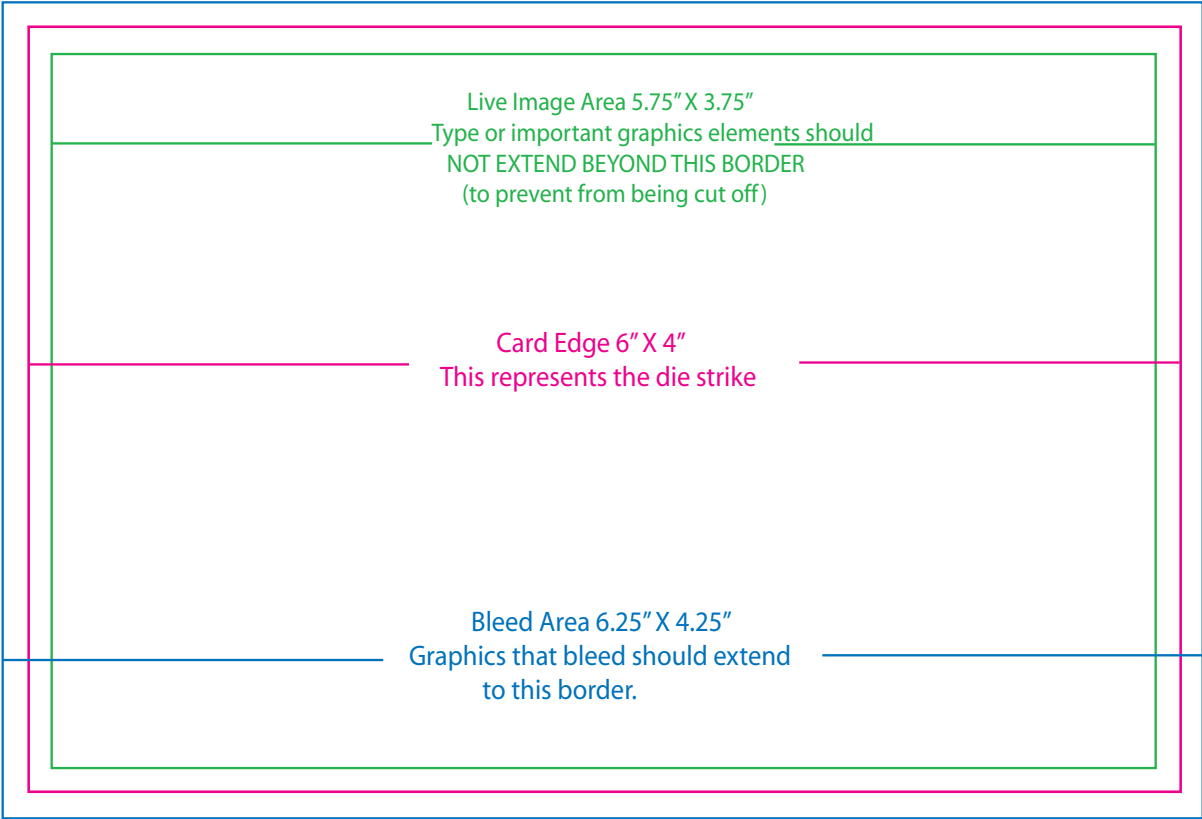 Live Image Area 5.75” X 3.75”
Type or important graphics elements should
NOT EXTEND BEYOND THIS BORDER
(to prevent from being cut off)
Card Edge 6” X 4”
This represents the die strike
Bleed Area 6.25” X 4.25”
Graphics that bleed should extend
to this border.